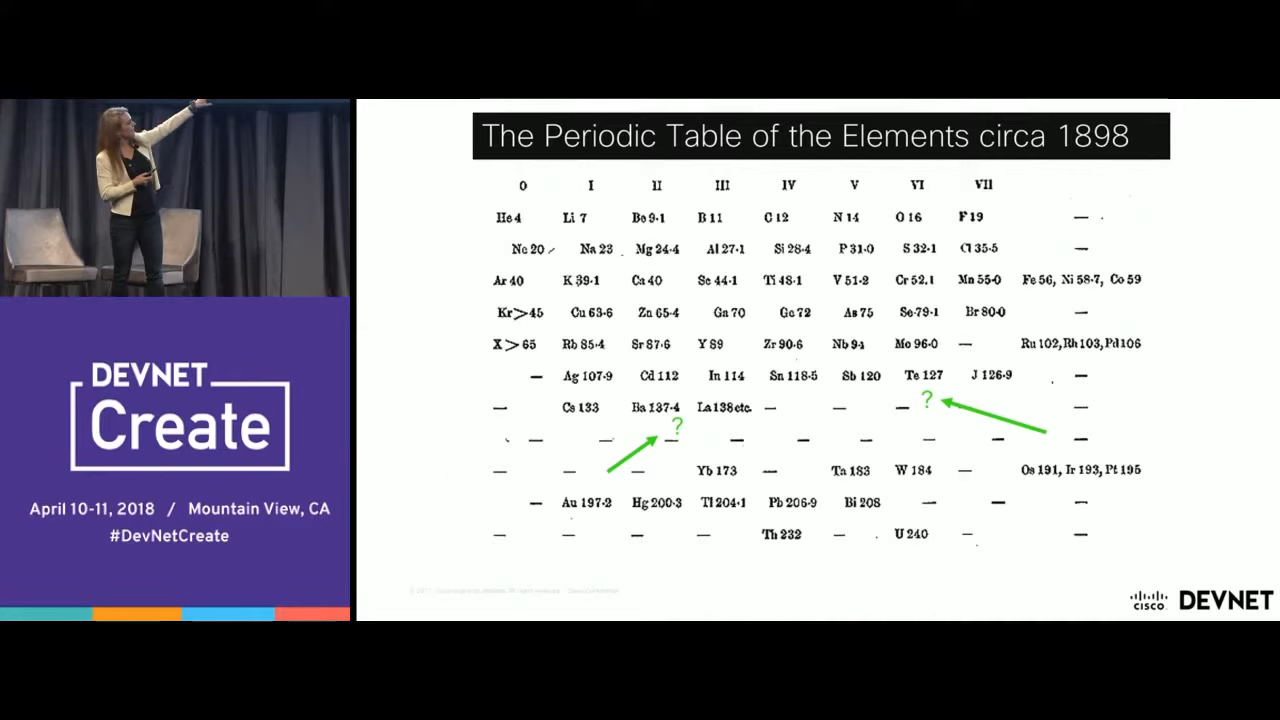 The Periodic Table of the Elements circa 1898
0 I II III IV V VI VII
He 4 Li 7 Be 9·1 B 11 C 12 N 14 O 16 F 19 —
Ne 20 Na 23 Mg 24·4 Al 27·1 Si 28·4 P 31·0 S 32·1 Cl 35·5 —
Ar 40 K 39·1 Ca 40 Sc 44·1 Ti 48·1 V 51·2 Cr 52·1 Mn 55·0 Fe 56, Ni 58·7, Co 59
Kr > 45 Cu 63·6 Zn 65·4 Ga 70 Ge 72 As 75 Se 79·1 Br 80·0 —
X > 65 Rb 85·4 Sr 87·6 Y 89 Zr 90·6 Nb 94 Mo 96·0 — Ru 102, Rh 103, Pd 106
— Ag 107·9 Cd 112 In 114 Sn 118·5 Sb 120 Te 127 J 126·9 —
?
— Cs 133 Ba 137·4 La 138 etc. — — — —
?
— — — — — — — — —
— — — Yb 173 — Ta 183 W 184 — Os 191, Ir 193, Pt 195
— Au 197·2 Hg 200·3 Tl 204·1 Pb 206·9 Bi 208 — — —
— — — — Th 232 — U 240 — —
DEVNET
Create
April 10-11, 2018 / Mountain View, CA
#DevNetCreate
CISCO DEVNET